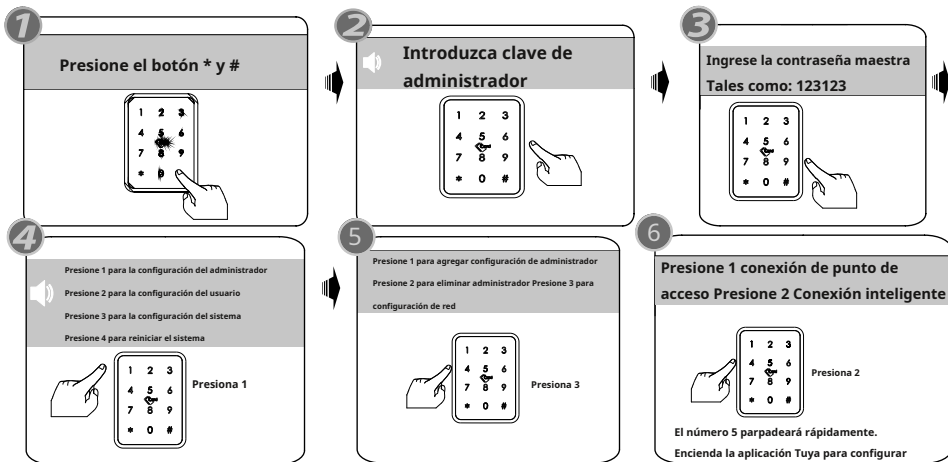 1
Presione el botón * y #
1 2 3
4 5 6
7 8 9
* 0
2
Introduzca clave de
administrador
1 2 3
4 5 6
7 8 9
* 0 #
3
Ingrese la contraseña maestra
Tales como: 123123
1 2 3
4 5 6
7 8 9
* 0 #
4
Presione 1 para la configuración del administrador
Presione 2 para la configuración del usuario
Presione 3 para la configuración del sistema
Presione 4 para reiniciar el sistema
1 2 3
4 5 6
7 8 9
* 0 #
Presiona 1
5
Presione 1 para agregar configuración de administrador
Presione 2 para eliminar administrador Presione 3 para
configuración de red
1 2 3
4 5 6
7 8 9
* 0 #
Presiona 3
6
Presione 1 conexión de punto de
acceso Presione 2 Conexión inteligente
1 2 3
4 5 6
7 8 9
* 0 #
Presiona 2
El número 5 parpadeará rápidamente.
Encienda la aplicación Tuya para configurar